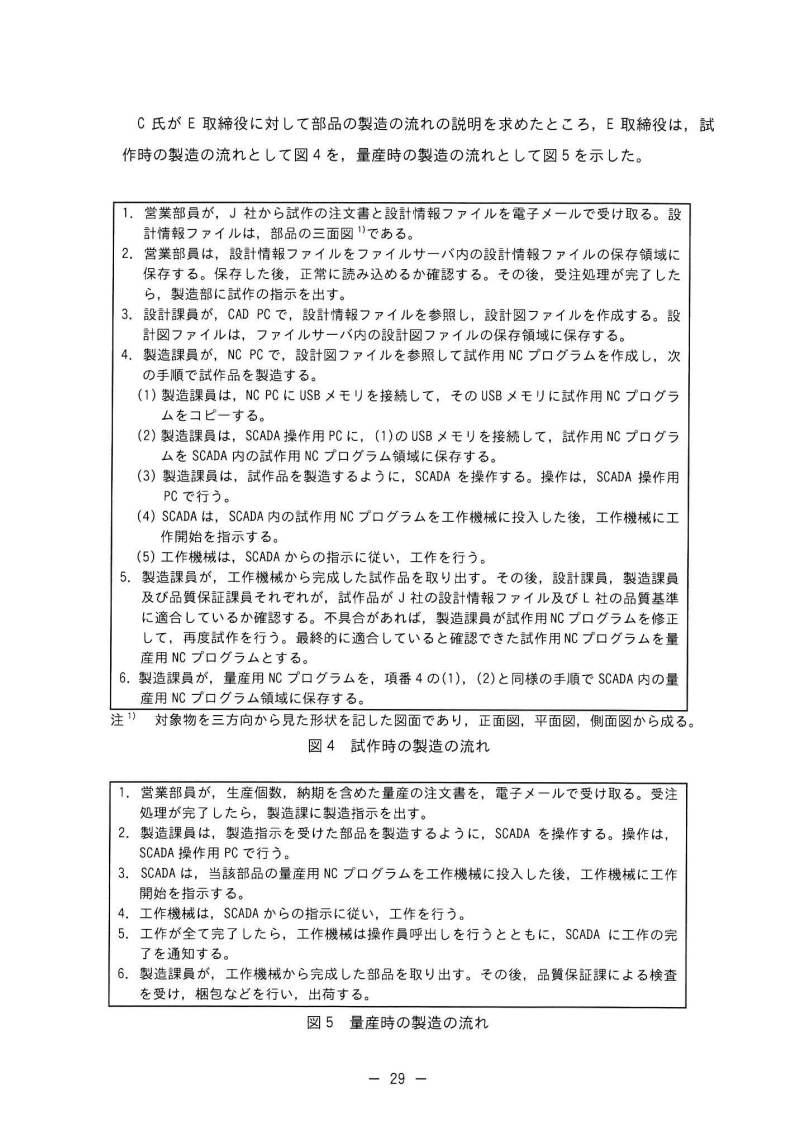 C 氏が E 取締役に対して部品の製造の流れの説明を求めたところ，E 取締役は，試
作時の製造の流れとして図 4 を，量産時の製造の流れとして図 5 を示した。
1. 営業部員が，J 社から試作の注文書と設計情報ファイルを電子メールで受け取る。設
計情報ファイルは，部品の三面図 1) である。
2. 営業部員は，設計情報ファイルをファイルサーバ内の設計情報ファイルの保存領域に
保存する。保存した後，正常に読み込めるか確認する。その後，受注処理が完了した
ら，製造部に試作の指示を出す。
3. 設計課員が，CAD PC で，設計情報ファイルを参照し，設計図ファイルを作成する。設
計図ファイルは，ファイルサーバ内の設計図ファイルの保存領域に保存する。
4. 製造課員が，NC PC で，設計図ファイルを参照して試作用 NC プログラムを作成し，次
の手順で試作品を製造する。
(1) 製造課員は，NC PC に USB メモリを接続して，その USB メモリに試作用 NC プログラ
ムをコピーする。
(2) 製造課員は，SCADA 操作用 PC に，(1)の USB メモリを接続して，試作用 NC プログラ
ムを SCADA 内の試作用 NC プログラム領域に保存する。
(3) 製造課員は，試作品を製造するように，SCADA を操作する。操作は，SCADA 操作用
PC で行う。
(4) SCADA は，SCADA 内の試作用 NC プログラムを工作機械に投入した後，工作機械に工
作開始を指示する。
(5) 工作機械は，SCADA からの指示に従い，工作を行う。
5. 製造課員が，工作機械から完成した試作品を取り出す。その後，設計課員，製造課員
及び品質保証課員それぞれが，試作品が J 社の設計情報ファイル及び L 社の品質基準
に適合しているか確認する。不具合があれば，製造課員が試作用 NC プログラムを修正
して，再度試作を行う。最終的に適合していると確認できた試作用 NC プログラムを量
産用 NC プログラムとする。
6. 製造課員が，量産用 NC プログラムを，項番 4 の(1)，(2)と同様の手順で SCADA 内の量
産用 NC プログラム領域に保存する。
注 1) 対象物を三方向から見た形状を記した図面であり，正面図，平面図，側面図から成る。
図 4 試作時の製造の流れ
1. 営業部員が，生産個数，納期を含めた量産の注文書を，電子メールで受け取る。受注
処理が完了したら，製造課に製造指示を出す。
2. 製造課員は，製造指示を受けた部品を製造するように，SCADA を操作する。操作は，
SCADA 操作用 PC で行う。
3. SCADA は，当該部品の量産用 NC プログラムを工作機械に投入した後，工作機械に工作
開始を指示する。
4. 工作機械は，SCADA からの指示に従い，工作を行う。
5. 工作が全て完了したら，工作機械は操作員呼出しを行うとともに，SCADA に工作の完
了を通知する。
6. 製造課員が，工作機械から完成した部品を取り出す。その後，品質保証課による検査
を受け，梱包などを行い，出荷する。
図 5 量産時の製造の流れ
− 29 −